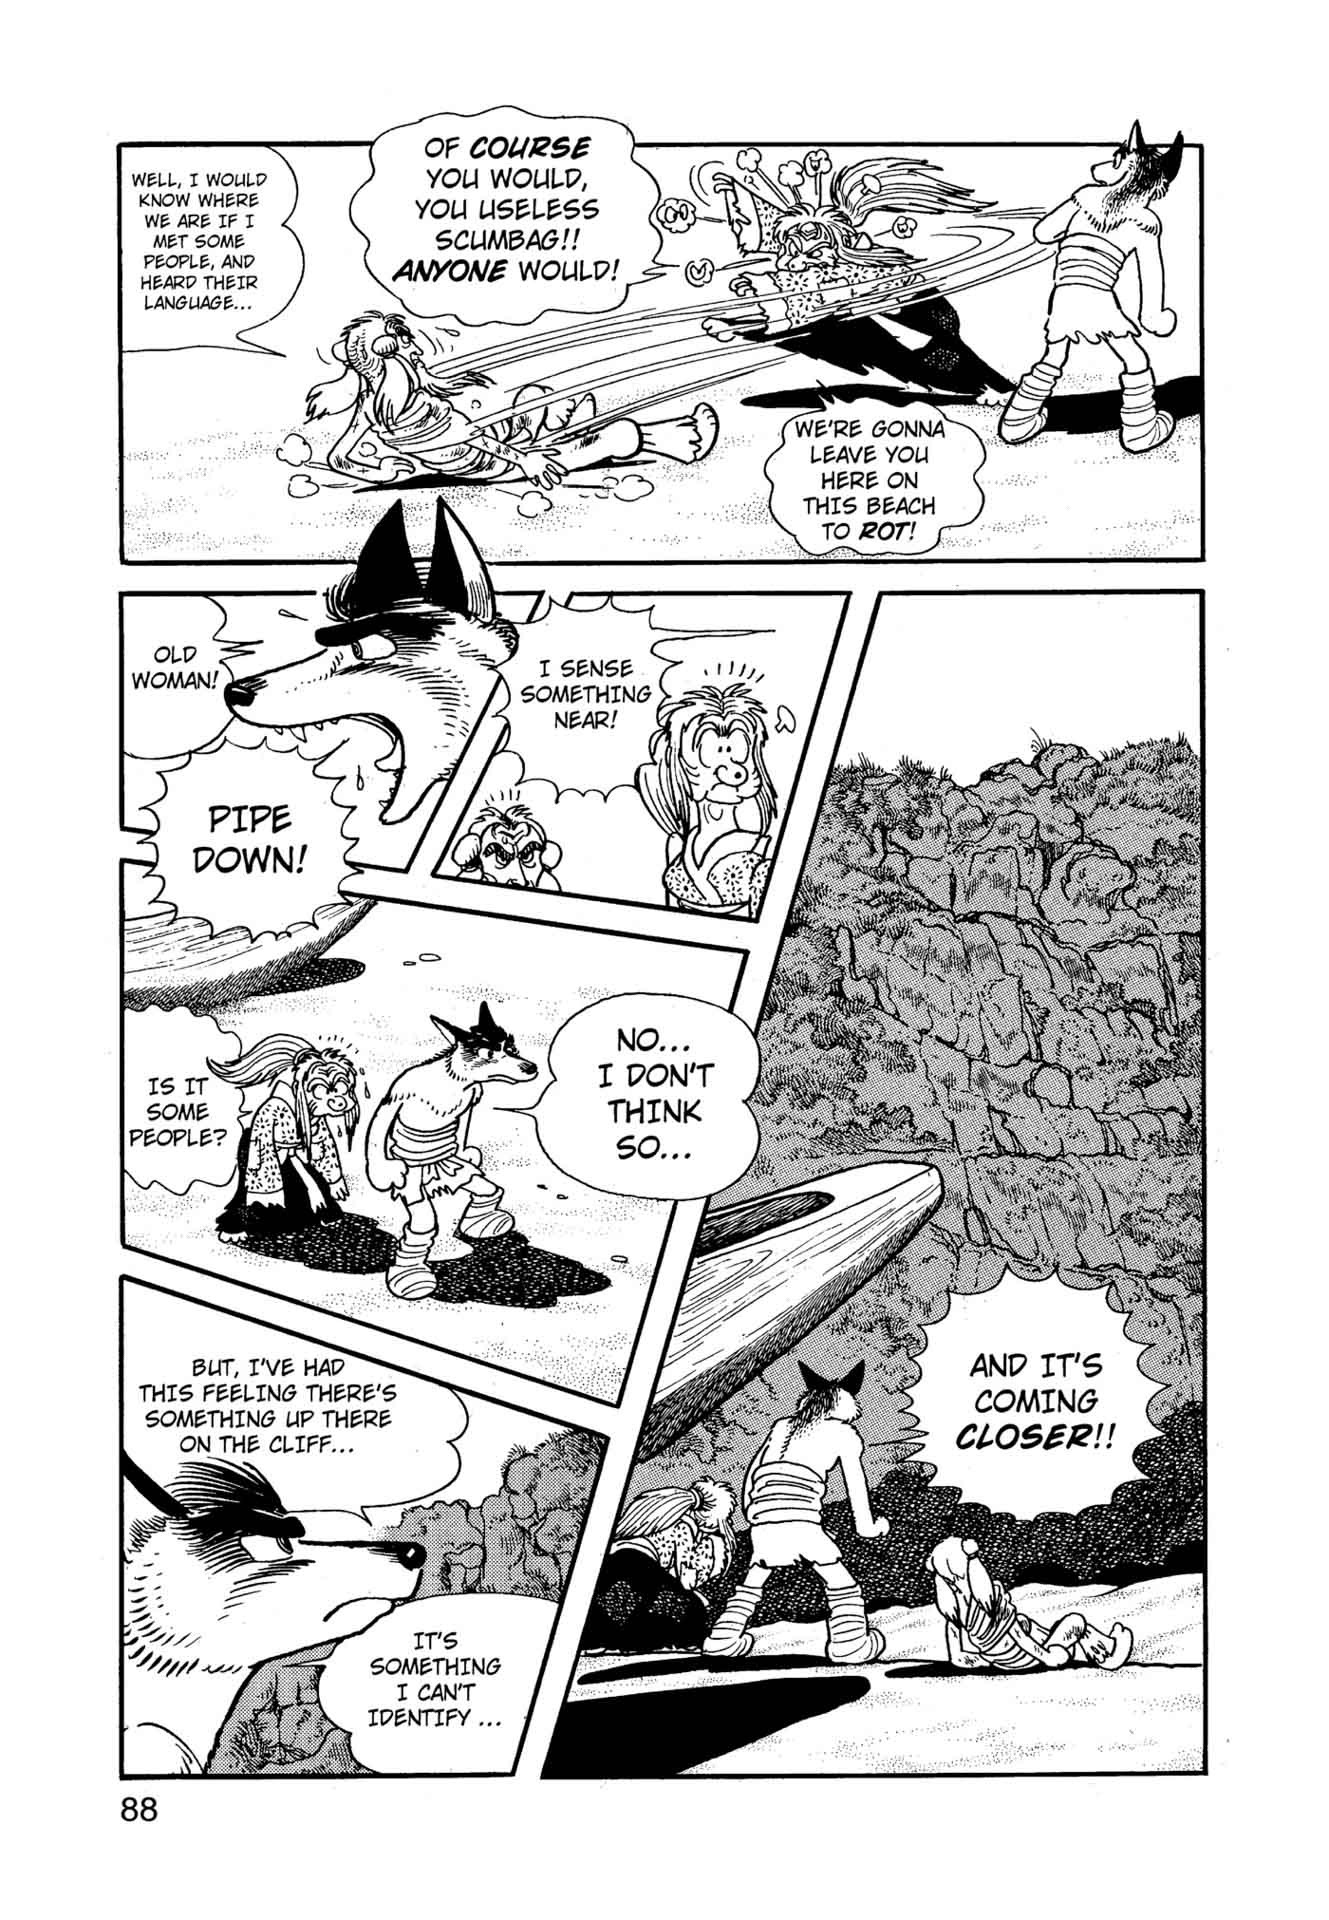 WELL, I WOULD
KNOW WHERE
WE ARE IF I
MET SOME
PEOPLE, AND
HEARD THEIR
LANGUAGE...
OF COURSE
YOU WOULD,
YOU USELESS
SCUMBAG!!
ANYONE WOULD!
WE'RE GONNA
LEAVE YOU
HERE ON
THIS BEACH
TO ROT!
OLD
WOMAN!
PIPE
DOWN!
I SENSE
SOMETHING
NEAR!
IS IT
SOME
PEOPLE?
NO...
I DON'T
THINK
SO...
BUT, I'VE HAD
THIS FEELING THERE'S
SOMETHING UP THERE
ON THE CLIFF...
IT'S
SOMETHING
I CAN'T
IDENTIFY ...
AND IT'S
COMING
CLOSER!!
88